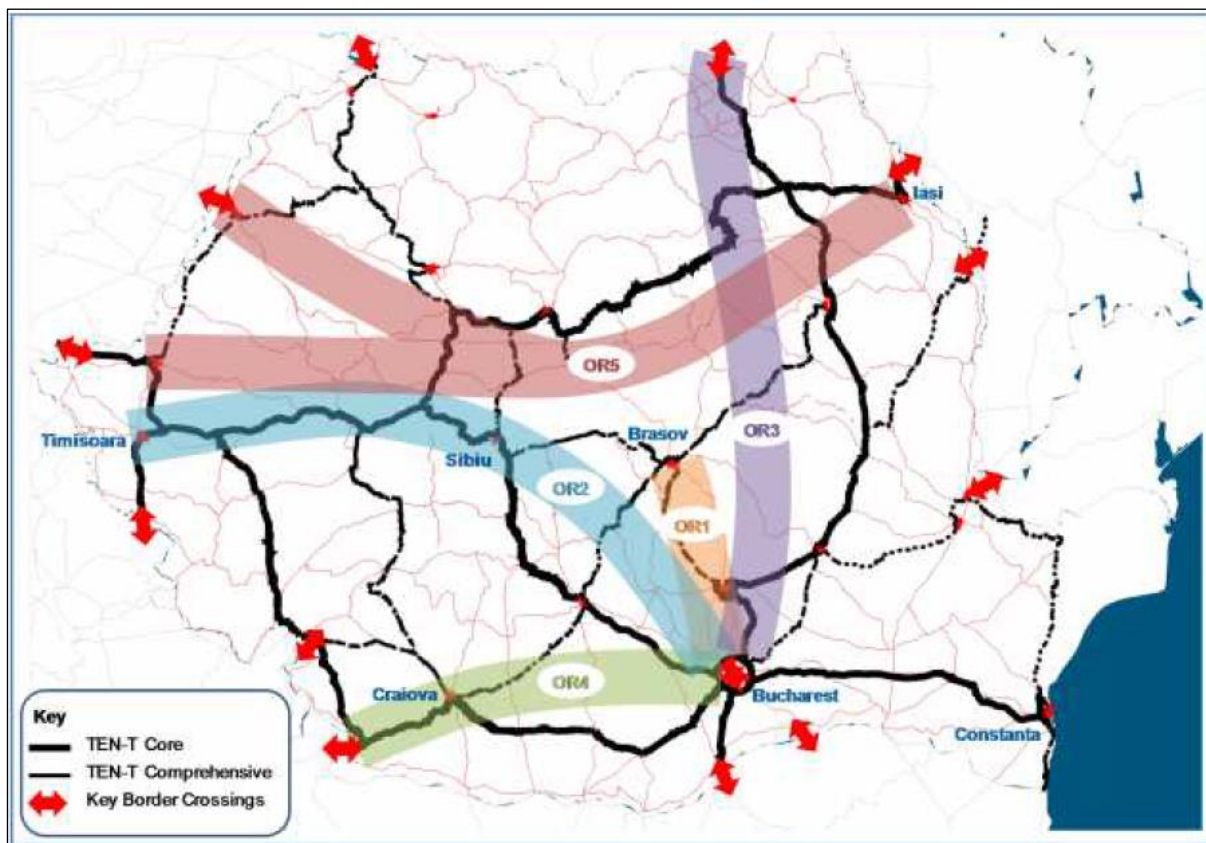 Iasi
OR5
Timisoara
Brasov
OR3
Sibiu
OR2
OR1
Craiova
OR4
Bucharest
Constanta
Key
TEN-T Core
TEN-T Comprehensive
Key Border Crossings